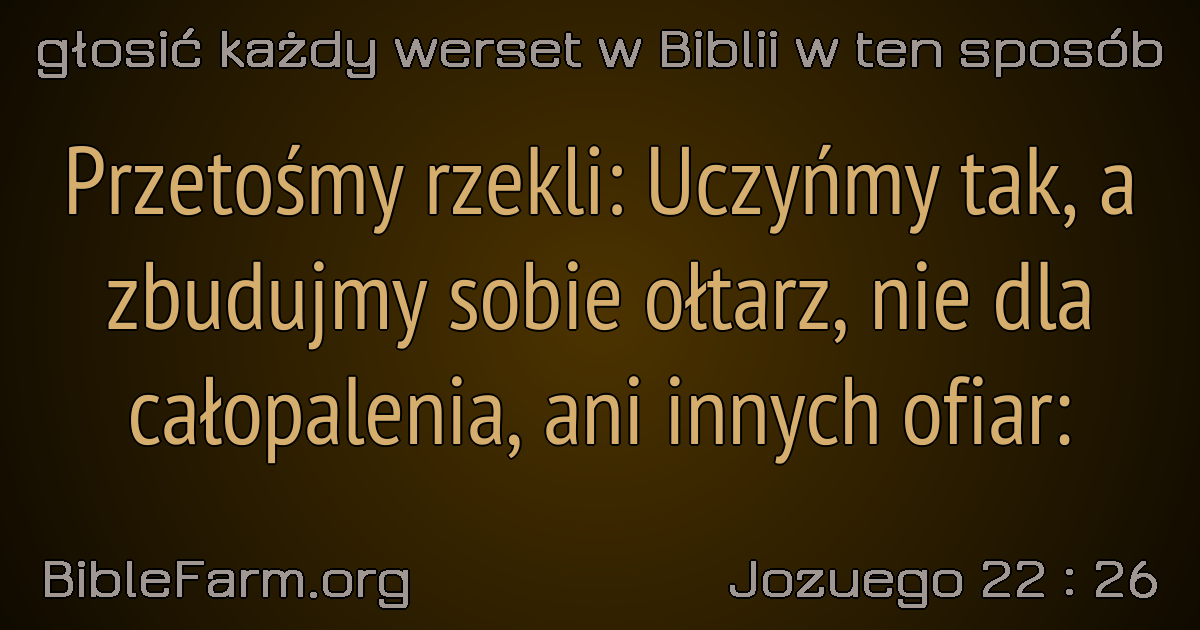 głosić każdy werset w Biblii w ten sposób
Przetośmy rzekli: Uczyńmy tak, a
zbudujmy sobie ołtarz, nie dla
całopalenia, ani innych ofiar:
BibleFarm.org
Jozuego 22 : 26